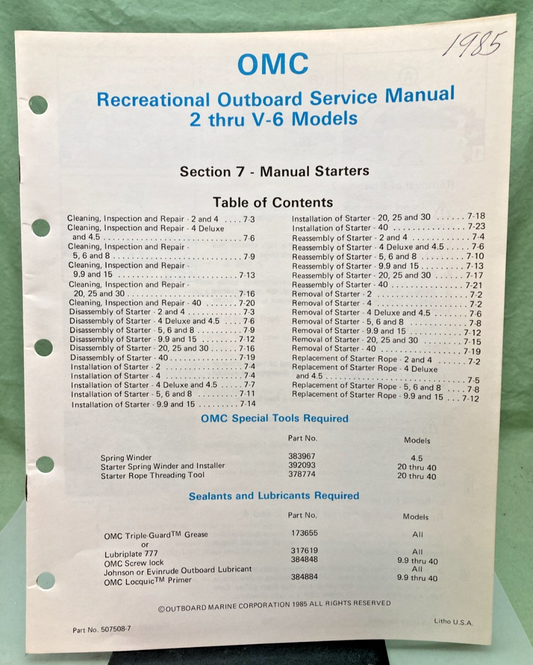 1985
OMC
Recreational Outboard Service Manual
2 thru V-6 Models
Section 7 - Manual Starters
Table of Contents
Cleaning, Inspection and Repair - 2 and 4 .... 7-3
Cleaning, Inspection and Repair - 4 Deluxe
and 4.5 ............................ 7-6
Cleaning, Inspection and Repair -
5, 6 and 8 .......................... 7-9
Cleaning, Inspection and Repair -
9.9 and 15 ......................... 7-13
Cleaning, Inspection and Repair -
20, 25 and 30 ...................... 7-16
Cleaning, Inspection and Repair - 40 ....... 7-20
Disassembly of Starter - 2 and 4 ........... 7-3
Disassembly of Starter - 4 Deluxe and 4.5 .... 7-6
Disassembly of Starter - 5, 6 and 8 ......... 7-9
Disassembly of Starter - 9.9 and 15 ........ 7-12
Disassembly of Starter - 20, 25 and 30 ..... 7-16
Disassembly of Starter - 40 .............. 7-19
Installation of Starter - 2 ................ 7-4
Installation of Starter - 4 ................ 7-4
Installation of Starter - 4 Deluxe and 4.5 .... 7-7
Installation of Starter - 5, 6 and 8 ........ 7-11
Installation of Starter - 9.9 and 15 ......... 7-14
Installation of Starter - 20, 25 and 30 ...... 7-18
Installation of Starter - 40 .............. 7-23
Reassembly of Starter - 2 and 4 ........... 7-4
Reassembly of Starter - 4 Deluxe and 4.5 ..... 7-6
Reassembly of Starter - 5, 6 and 8 ......... 7-10
Reassembly of Starter - 9.9 and 15 ......... 7-13
Reassembly of Starter - 20, 25 and 30 ...... 7-17
Reassembly of Starter - 40 .............. 7-21
Removal of Starter - 2 .................. 7-2
Removal of Starter - 4 .................. 7-2
Removal of Starter - 4 Deluxe and 4.5 ....... 7-6
Removal of Starter - 5, 6 and 8 ............ 7-8
Removal of Starter - 9.9 and 15 ........... 7-12
Removal of Starter - 20, 25 and 30 ........ 7-15
Removal of Starter - 40 ................. 7-19
Replacement of Starter Rope - 2 and 4 ...... 7-2
Replacement of Starter Rope - 4 Deluxe
and 4.5 ............................ 7-5
Replacement of Starter Rope - 5, 6 and 8 .... 7-8
Replacement of Starter Rope - 9.9 and 15 ... 7-12
OMC Special Tools Required
Part No. Models
Spring Winder 383967 4.5
Starter Spring Winder and Installer 392093 20 thru 40
Starter Rope Threading Tool 378774 20 thru 40
Sealants and Lubricants Required
Part No. Models
OMC Triple-Guard™ Grease 173655 All
or
Lubriplate 777 317619 All
OMC Screw lock 384848 9.9 thru 40
Johnson or Evinrude Outboard Lubricant All
OMC Locquic™ Primer 384884 9.9 thru 40
©OUTBOARD MARINE CORPORATION 1985 ALL RIGHTS RESERVED
Part No. 507508-7
Litho U.S.A.